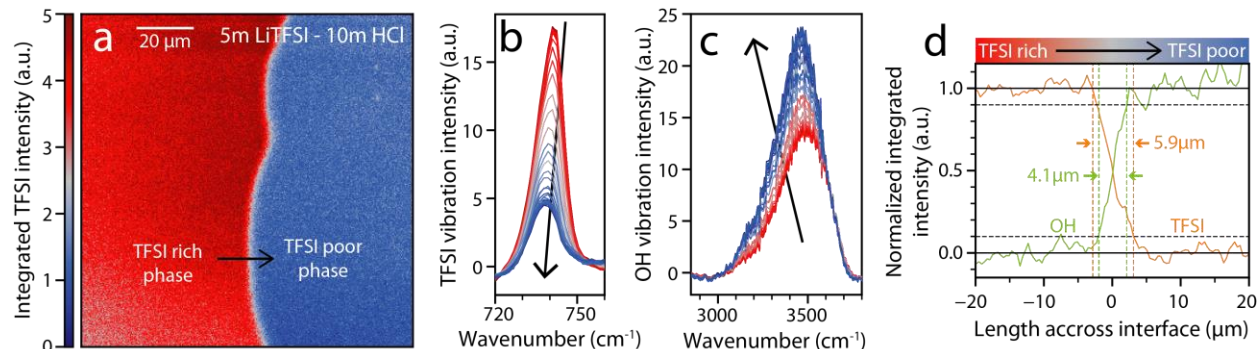 a
20 µm
5m LiTFSI - 10m HCl
TFSI rich
phase
TFSI poor
phase
Integrated TFSI intensity (a.u.)
5
4
3
2
1
0
b
TFSI vibration intensity (a.u.)
15
10
5
0
720
760
Wavenumber (cm⁻¹)
c
OH vibration intensity (a.u.)
25
20
15
10
5
0
3000
3500
Wavenumber (cm⁻¹)
d
TFSI rich
TFSI poor
Normalized integrated
intensity (a.u.)
1.0
0.5
0.0
5.9µm
4.1µm
OH
TFSI
−20
−10
0
10
20
Length accross interface (µm)